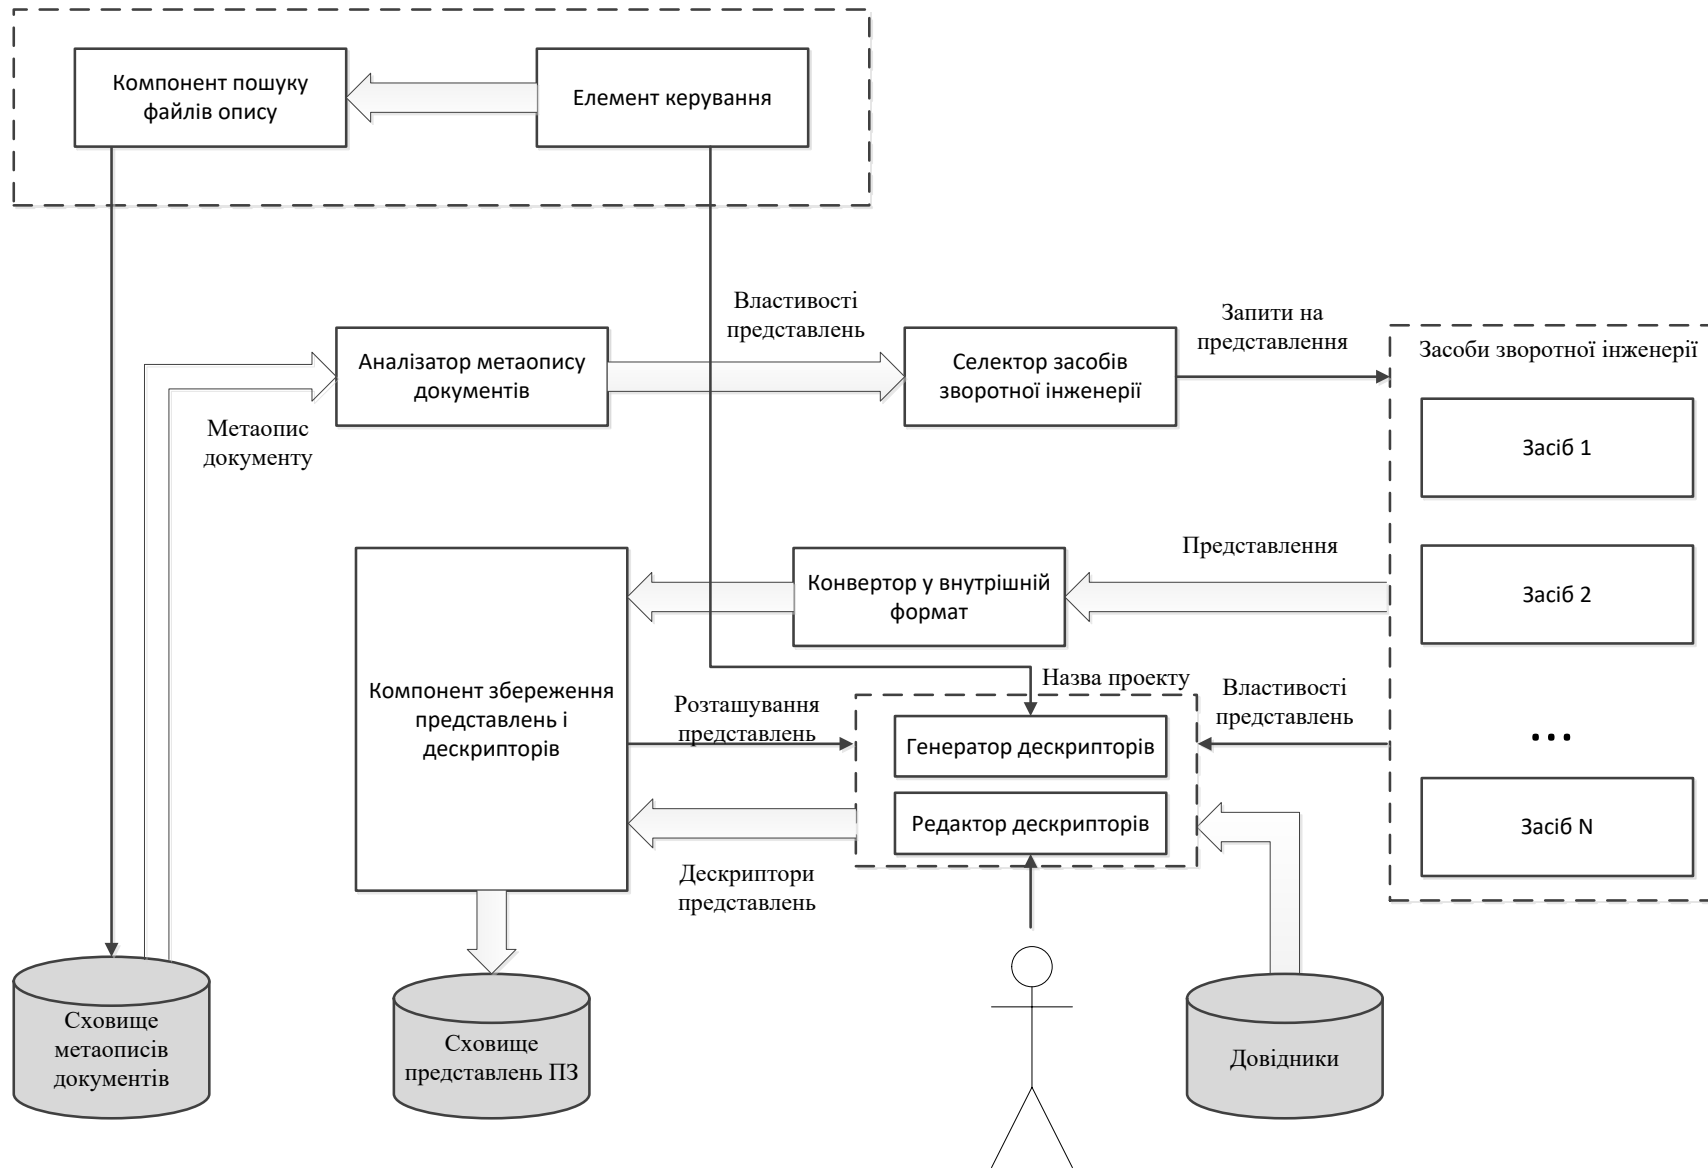 Компонент пошуку
файлів опису
Елемент керування
Властивості
представлень
Запити на
представлення
Аналізатор метаопису
документів
Селектор засобів
зворотної інженерії
Засоби зворотної інженерії
Метаопис
документу
Засіб 1
Представлення
Конвертор у внутрішній
формат
Засіб 2
Компонент збереження
представлень і
дескрипторів
Розташування
представлень
Назва проекту
Властивості
представлень
Генератор дескрипторів
...
Редактор дескрипторів
Засіб N
Дескриптори
представлень
Сховище
метаописів
документів
Сховище
представлень ПЗ
Довідники